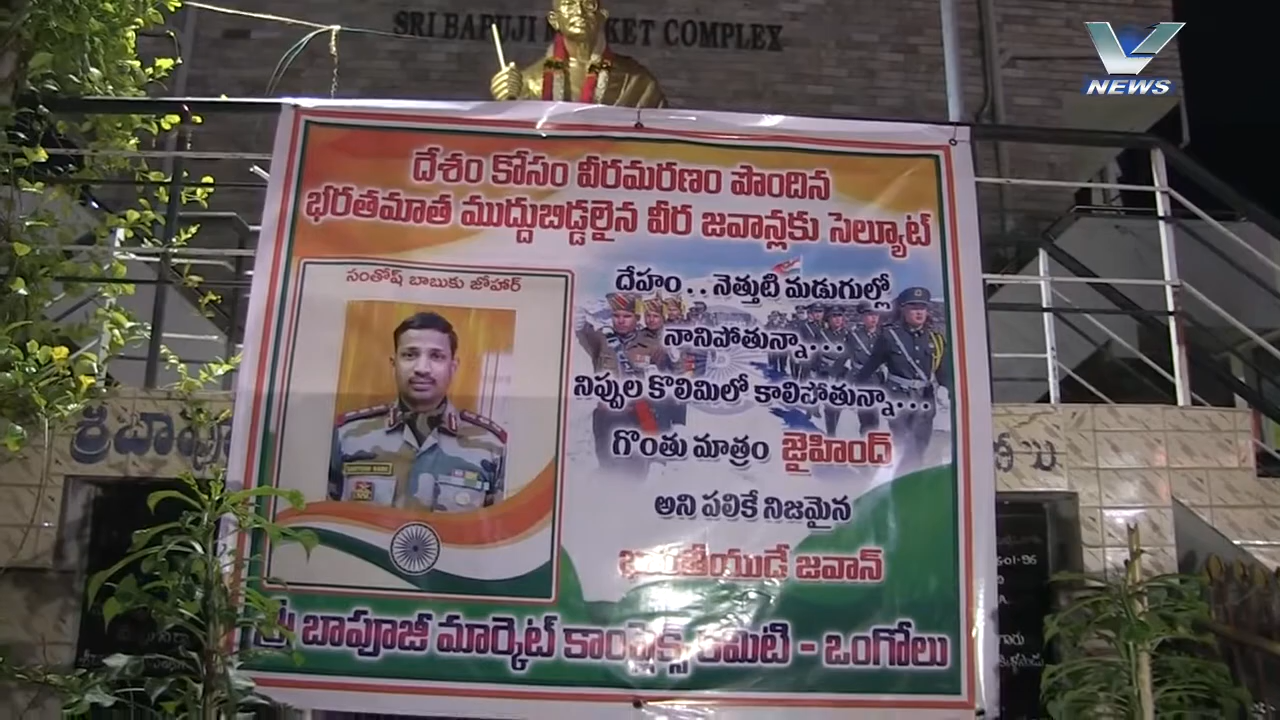 SRI BAPUJI MARKET COMPLEX
V
NEWS
దేశం కోసం వీరమరణం పొందిన
భరతమాత ముద్దుబిడ్డలైన వీర జవాన్లకు సెల్యూట్
సంతోష్ బాబుకు జోహార్
దేహం.. నెత్తుటి మడుగుల్లో
నానిపోతున్నా...
నిప్పుల కొలిమిలో కాలిపోతున్నా...
గొంతు మాత్రం జైహింద్
అని పలికే నిజమైన
భారతీయుడే జవాన్
శ్రీ బాపూజీ మార్కెట్ కాంప్లెక్స్ కమిటి - ఒంగోలు
శ్రీ బాపూ